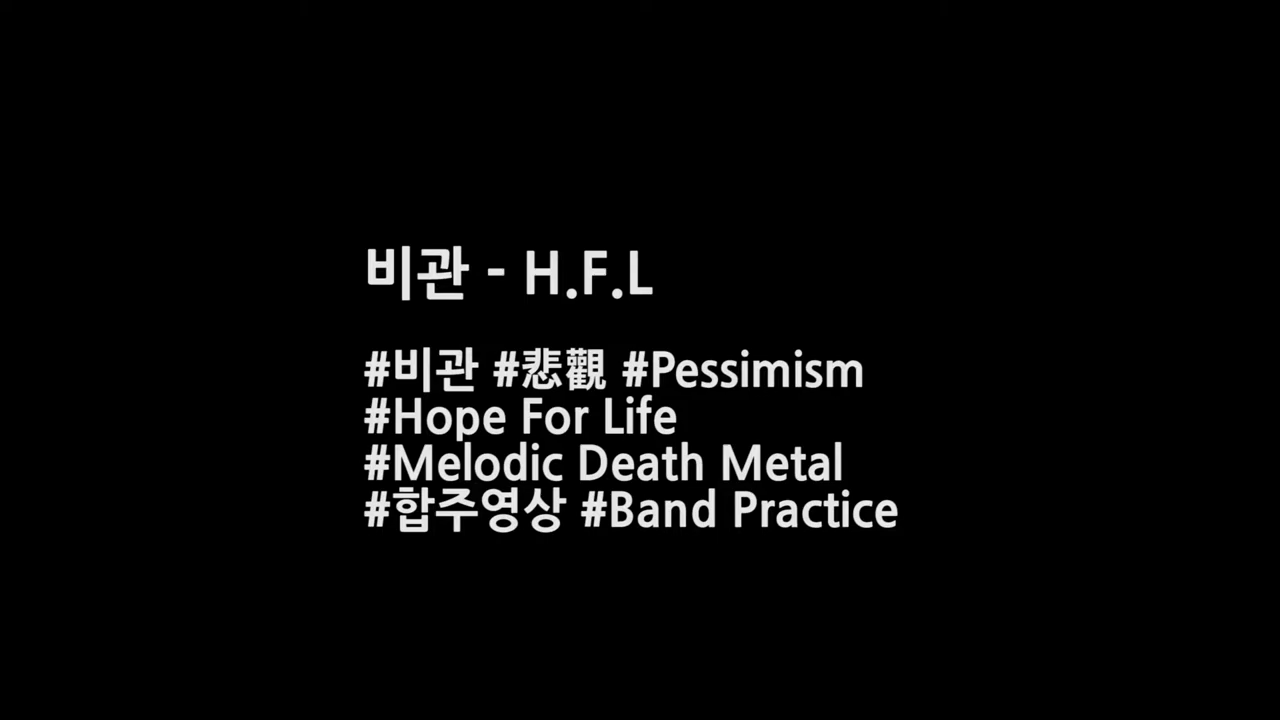 비관 - H.F.L
#비관 #悲觀 #Pessimism
#Hope For Life
#Melodic Death Metal
#합주영상 #Band Practice